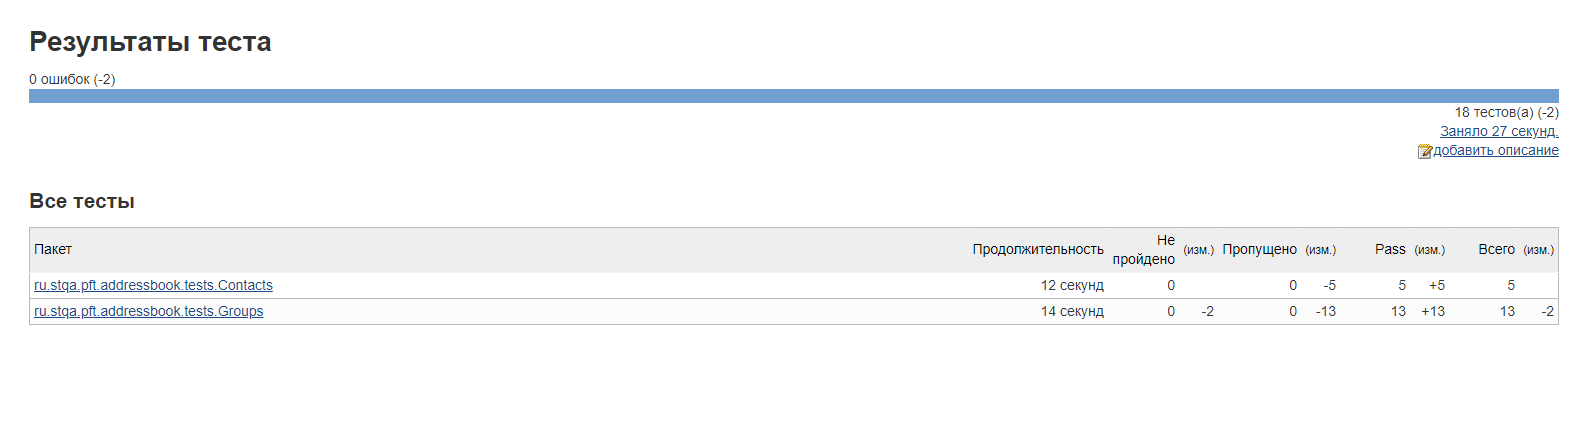 Результаты теста
0 ошибок (-2)
18 тестов(а) (-2)
Заняло 27 секунд.
добавить описание
Все тесты
Пакет Продолжительность Не пройдено (изм.) Пропущено (изм.) Pass (изм.) Всего (изм.)
ru.stqa.pft.addressbook.tests.Contacts 12 секунд 0 0 -5 5 +5 5
ru.stqa.pft.addressbook.tests.Groups 14 секунд 0 -2 0 -13 13 +13 13 -2